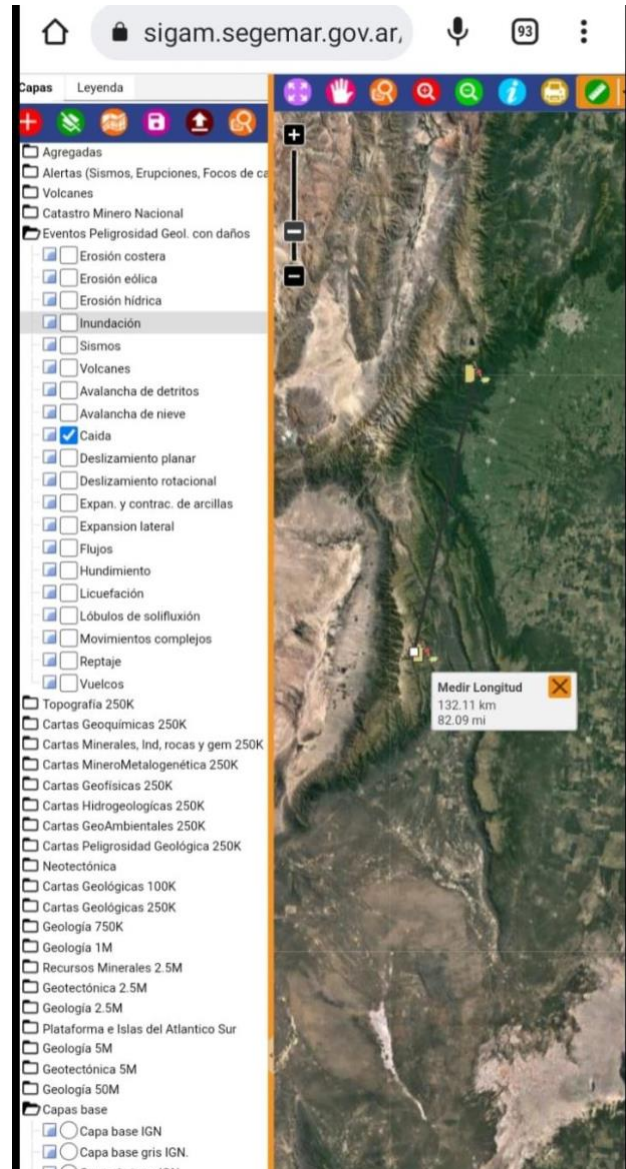 sigam.segemar.gov.ar,
93
Capas
Leyenda
Agregadas
Alertas (Sismos, Erupciones, Focos de ca
Volcanes
Catastro Minero Nacional
Eventos Peligrosidad Geol. con daños
Erosión costera
Erosión eólica
Erosión hídrica
Inundación
Sismos
Volcanes
Avalancha de detritos
Avalancha de nieve
Caida
Deslizamiento planar
Deslizamiento rotacional
Expan. y contrac. de arcillas
Expansion lateral
Flujos
Hundimiento
Licuefación
Lóbulos de solifluxión
Movimientos complejos
Reptaje
Vuelcos
Topografía 250K
Cartas Geoquímicas 250K
Cartas Minerales, Ind, rocas y gem 250K
Cartas MineroMetalogenética 250K
Cartas Geofísicas 250K
Cartas Hidrogeologícas 250K
Cartas GeoAmbientales 250K
Cartas Peligrosidad Geológica 250K
Neotectónica
Cartas Geológicas 100K
Cartas Geológicas 250K
Geología 750K
Geología 1M
Recursos Minerales 2.5M
Geotectónica 2.5M
Geología 2.5M
Plataforma e Islas del Atlantico Sur
Geología 5M
Geotectónica 5M
Geología 50M
Capas base
Capa base IGN
Capa base gris IGN.
Medir Longitud
132.11 km
82.09 mi